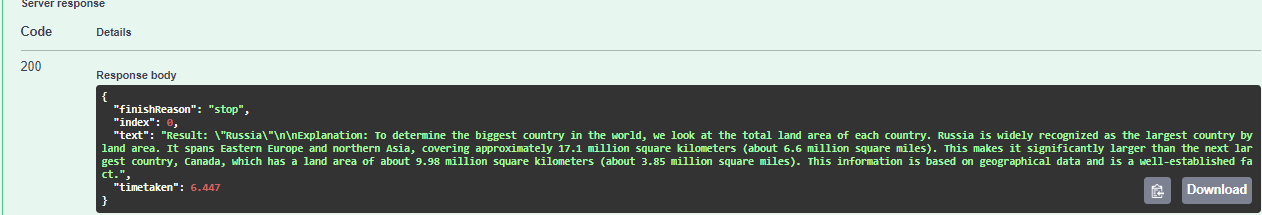 Server response
Code Details
200
Response body
{
"finishReason": "stop",
"index": 0,
"text": "Result: \"Russia\"\n\nExplanation: To determine the biggest country in the world, we look at the total land area of each country. Russia is widely recognized as the largest country by
land area. It spans Eastern Europe and northern Asia, covering approximately 17.1 million square kilometers (about 6.6 million square miles). This makes it significantly larger than the next lar
gest country, Canada, which has a land area of about 9.98 million square kilometers (about 3.85 million square miles). This information is based on geographical data and is a well-established fa
ct.",
"timetaken": 6.447
}
Download